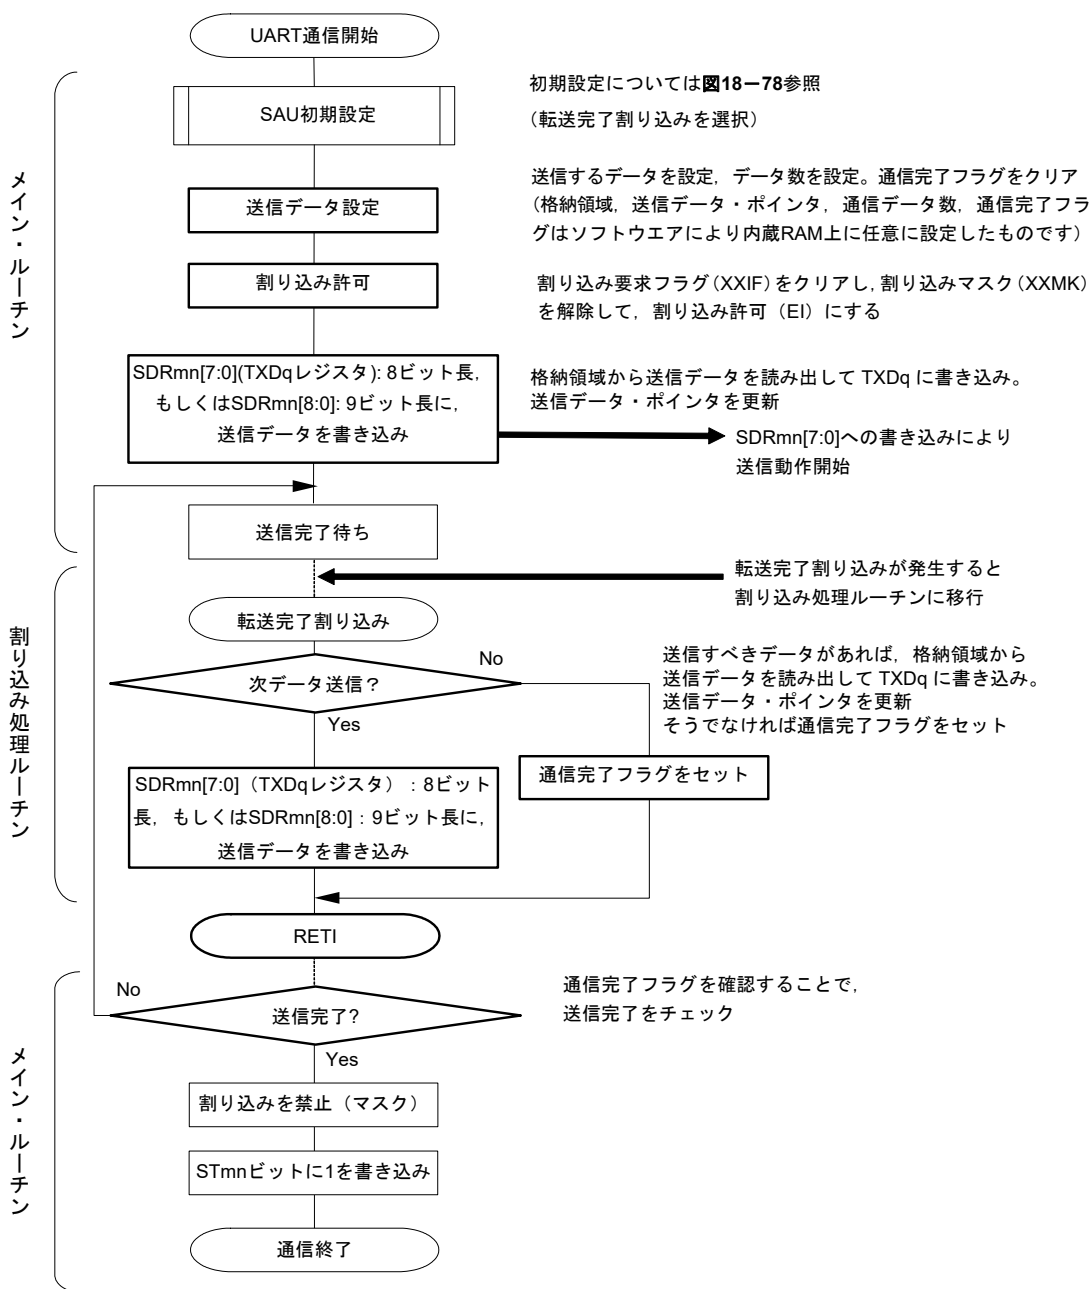 UART通信開始
初期設定については図18-78参照
SAU初期設定
（転送完了割り込みを選択）
メイン・ルーチン
送信するデータを設定，データ数を設定。通信完了フラグをクリア
（格納領域，送信データ・ポインタ，通信データ数，通信完了フラ
グはソフトウエアにより内蔵RAM上に任意に設定したものです）
送信データ設定
割り込み許可
割り込み要求フラグ（XXIF）をクリアし，割り込みマスク（XXMK）
を解除して，割り込み許可（EI）にする
SDRmn[7:0](TXDqレジスタ): 8ビット長，
もしくはSDRmn[8:0]: 9ビット長に，
送信データを書き込み
格納領域から送信データを読み出して TXDq に書き込み。
送信データ・ポインタを更新
SDRmn[7:0]への書き込みにより
送信動作開始
送信完了待ち
転送完了割り込みが発生すると
割り込み処理ルーチンに移行
割り込み処理ルーチン
転送完了割り込み
No
次データ送信？
Yes
送信すべきデータがあれば，格納領域から
送信データを読み出して TXDq に書き込み。
送信データ・ポインタを更新
そうでなければ通信完了フラグをセット
通信完了フラグをセット
SDRmn[7:0]（TXDqレジスタ）：8ビット
長，もしくはSDRmn[8:0]：9ビット長に，
送信データを書き込み
RETI
メイン・ルーチン
No
送信完了?
Yes
通信完了フラグを確認することで，
送信完了をチェック
割り込みを禁止（マスク）
STmnビットに1を書き込み
通信終了